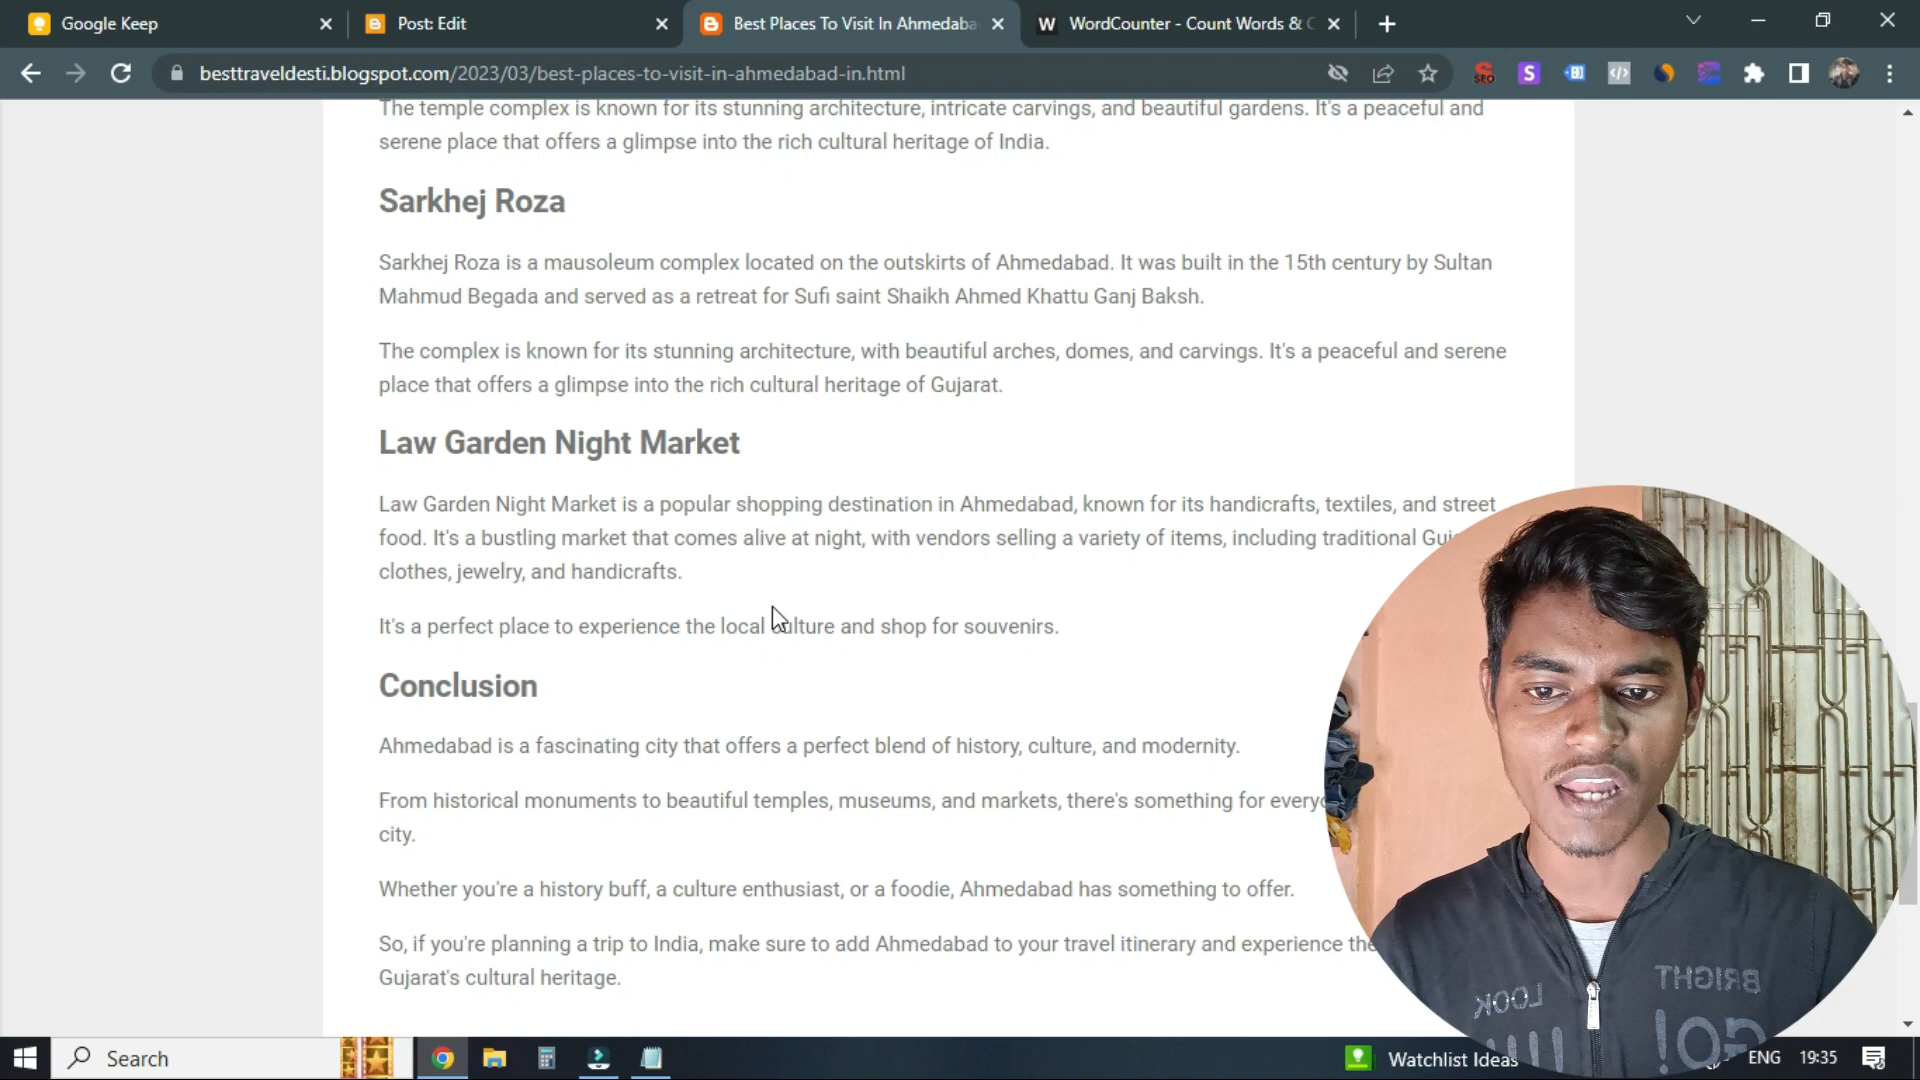 Google Keep
Post: Edit
Best Places To Visit In Ahmedaba
WordCounter - Count Words & C
besttraveldesti.blogspot.com/2023/03/best-places-to-visit-in-ahmedabad-in.html
The temple complex is known for its stunning architecture, intricate carvings, and beautiful gardens. It's a peaceful and
serene place that offers a glimpse into the rich cultural heritage of India.
Sarkhej Roza
Sarkhej Roza is a mausoleum complex located on the outskirts of Ahmedabad. It was built in the 15th century by Sultan
Mahmud Begada and served as a retreat for Sufi saint Shaikh Ahmed Khattu Ganj Baksh.
The complex is known for its stunning architecture, with beautiful arches, domes, and carvings. It's a peaceful and serene
place that offers a glimpse into the rich cultural heritage of Gujarat.
Law Garden Night Market
Law Garden Night Market is a popular shopping destination in Ahmedabad, known for its handicrafts, textiles, and street
food. It's a bustling market that comes alive at night, with vendors selling a variety of items, including traditional
clothes, jewelry, and handicrafts.
It's a perfect place to experience the local culture and shop for souvenirs.
Conclusion
Ahmedabad is a fascinating city that offers a perfect blend of history, culture, and modernity.
From historical monuments to beautiful temples, museums, and markets, there's something for
city.
Whether you're a history buff, a culture enthusiast, or a foodie, Ahmedabad has something to offer.
So, if you're planning a trip to India, make sure to add Ahmedabad to your travel itinerary and experience
Gujarat's cultural heritage.
BRIGHT
LOOK
GO!
Search
Watchlist Ideas
ENG
19:35